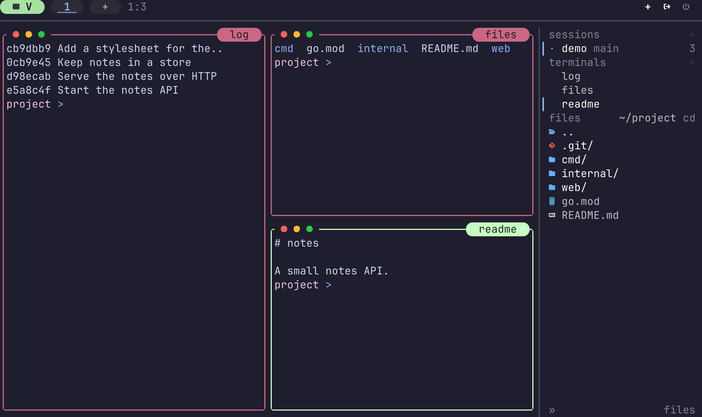 V 1 + 1:3 +
log
cb9dbb9 Add a stylesheet for the..
0cb9e45 Keep notes in a store
d98ecab Serve the notes over HTTP
e5a8c4f Start the notes API
project >
files
cmd go.mod internal README.md web
project >
readme
# notes
A small notes API.
project >
sessions +
· demo main 3
terminals +
log
files
readme
files ~/project cd
..
.git/
cmd/
internal/
web/
go.mod
README.md
» files